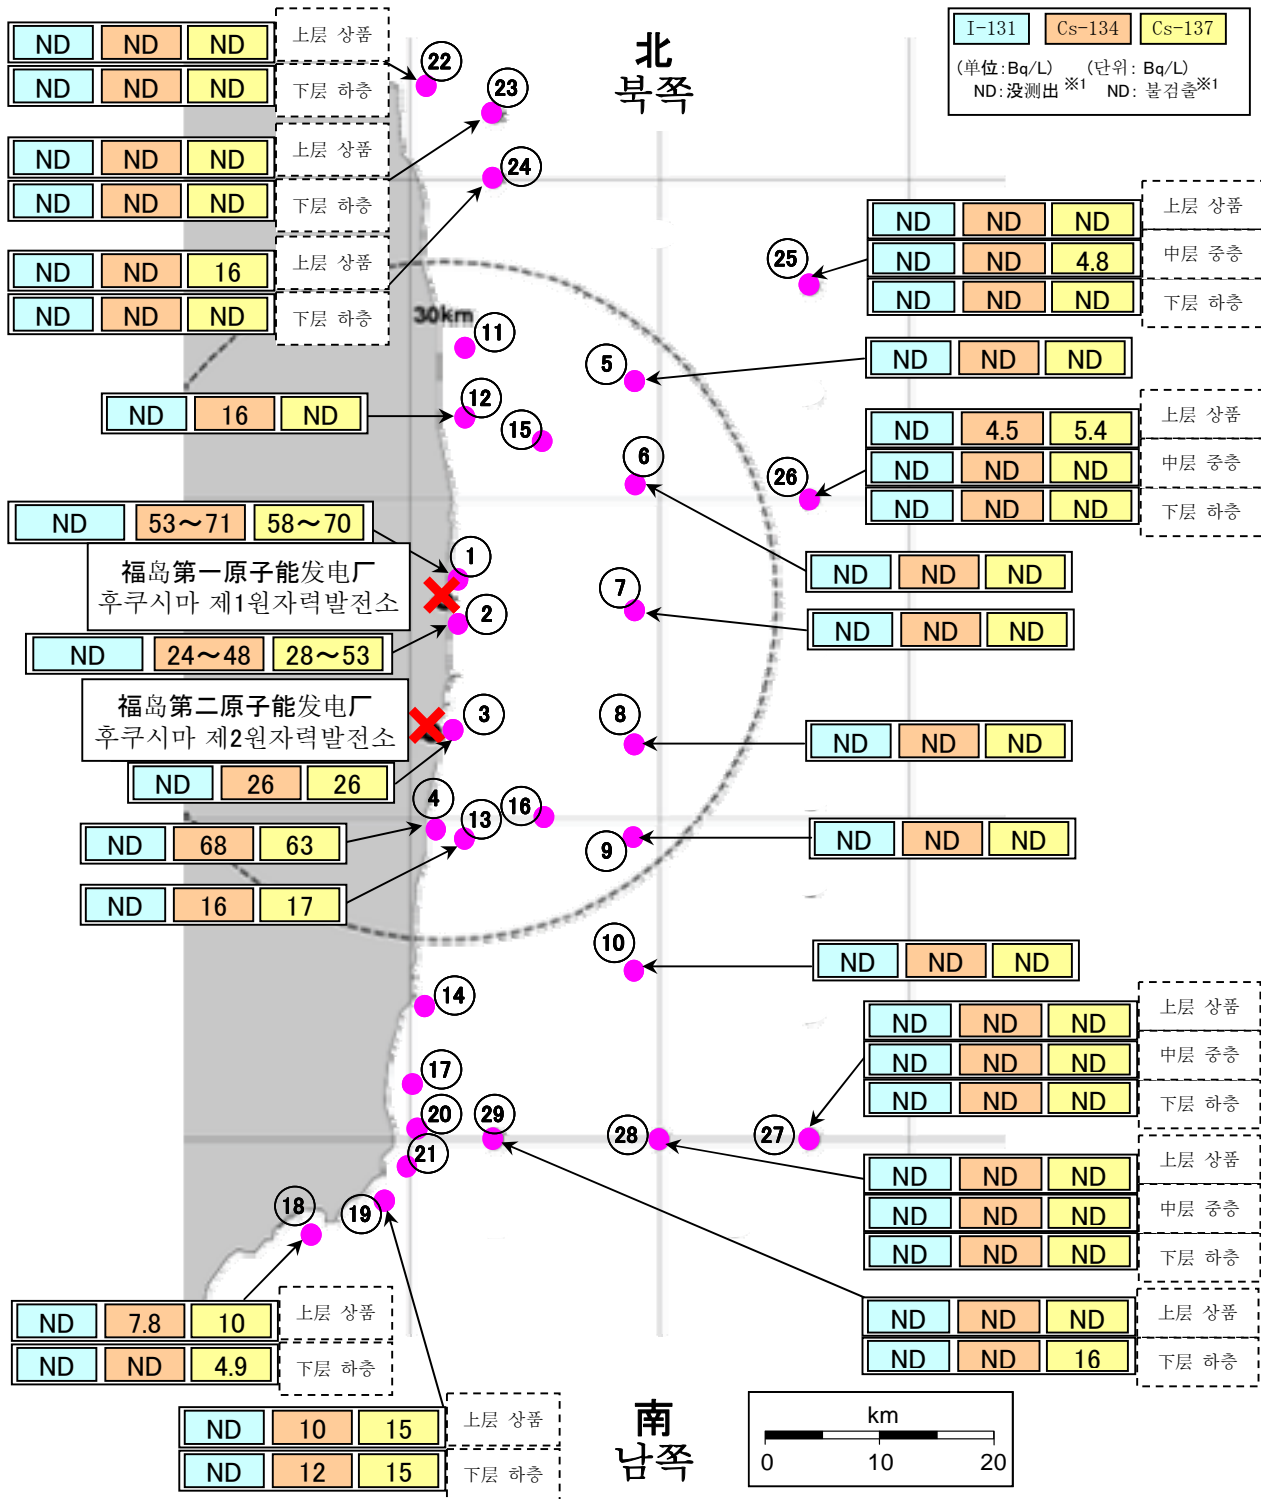 ND ND ND 上层 상품
ND ND ND 下层 하층
ND ND ND 上层 상품
ND ND ND 下层 하층
ND ND 16 上层 상품
ND ND ND 下层 하층
北
북쪽
I-131 Cs-134 Cs-137
(单位:Bq/L) (단위: Bq/L)
ND:没测出 ※1 ND: 불검출※1
22
23
24
ND ND ND 上层 상품
ND ND 4.8 中层 중층
ND ND ND 下层 하층
25
30km
11
5
ND ND ND
ND 16 ND
12
15
ND 4.5 5.4 上层 상품
ND ND ND 中层 중층
ND ND ND 下层 하층
6
26
ND 53～71 58～70
福岛第一原子能发电厂
후쿠시마 제1원자력발전소
1
2
ND 24～48 28～53
ND ND ND
7
ND ND ND
福岛第二原子能发电厂
후쿠시마 제2원자력발전소
3
ND 26 26
8
ND ND ND
4
13
16
ND 68 63
9
ND ND ND
ND 16 17
10
ND ND ND
14
ND ND ND 上层 상품
ND ND ND 中层 중층
ND ND ND 下层 하층
17
20
29
28
27
21
ND ND ND 上层 상품
ND ND ND 中层 중층
ND ND ND 下层 하층
18
19
ND 7.8 10 上层 상품
ND ND 4.9 下层 하층
ND ND ND 上层 상품
ND ND 16 下层 하층
ND 10 15 上层 상품
ND 12 15 下层 하층
南
남쪽
km
0 10 20